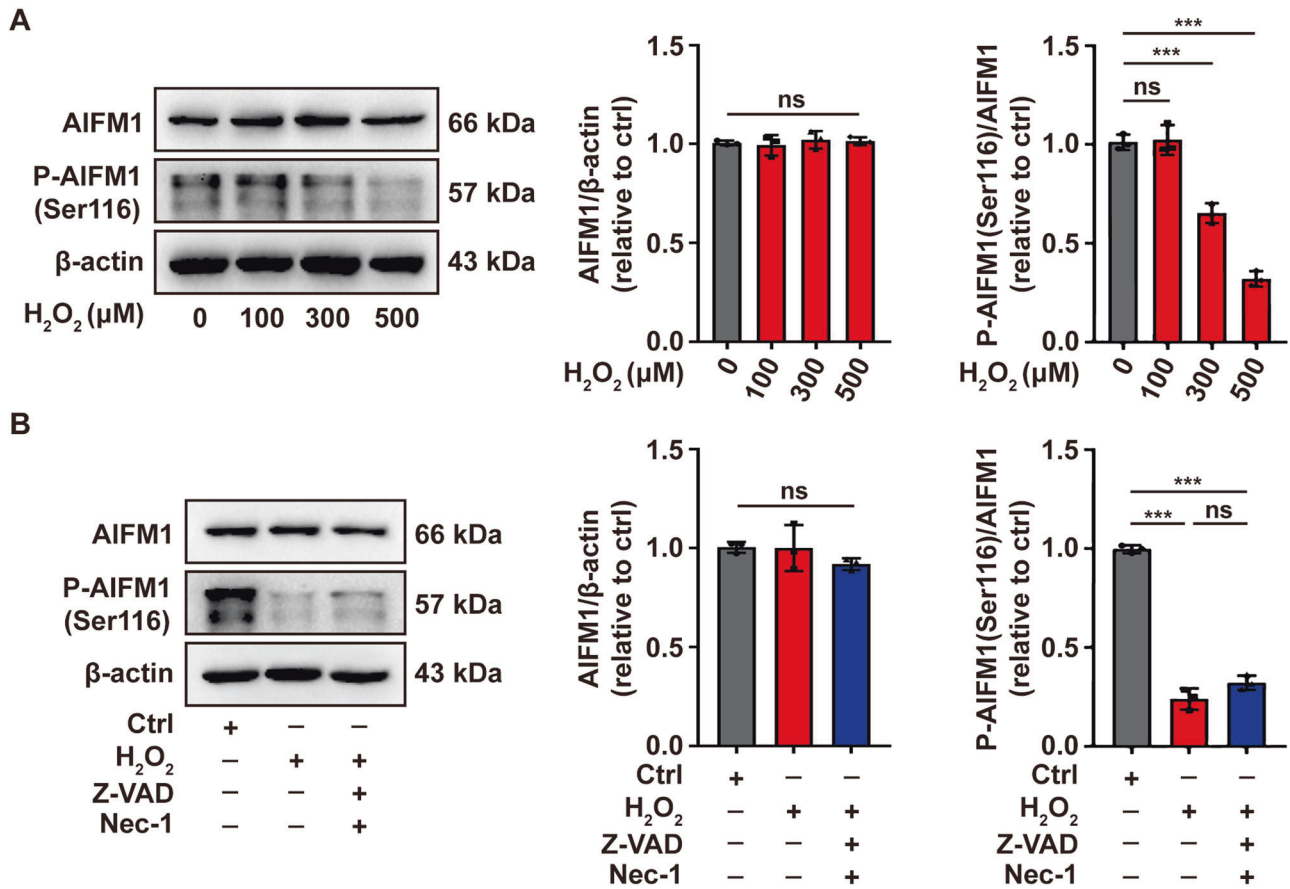 A
AIFM1
66 kDa
P-AIFM1
(Ser116)
57 kDa
β-actin
43 kDa
H₂O₂ (μM)
0 100 300 500
AIFM1/β-actin
(relative to ctrl)
1.5
1.0
0.5
0.0
ns
H₂O₂ (μM)
0 100 300 500
P-AIFM1(Ser116)/AIFM1
(relative to ctrl)
1.5
1.0
0.5
0.0
***
***
ns
H₂O₂ (μM)
0 100 300 500
B
AIFM1
66 kDa
P-AIFM1
(Ser116)
57 kDa
β-actin
43 kDa
Ctrl + – –
H₂O₂ – + +
Z-VAD – – +
Nec-1 – – +
AIFM1/β-actin
(relative to ctrl)
1.5
1.0
0.5
0.0
ns
Ctrl + – –
H₂O₂ – + +
Z-VAD – – +
Nec-1 – – +
P-AIFM1(Ser116)/AIFM1
(relative to ctrl)
1.5
1.0
0.5
0.0
***
*** ns
Ctrl + – –
H₂O₂ – + +
Z-VAD – – +
Nec-1 – – +